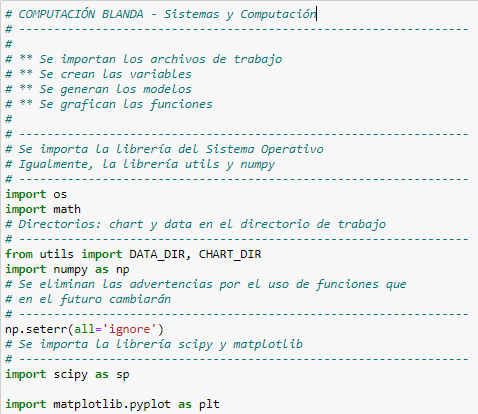 # COMPUTACIÓN BLANDA - Sistemas y Computación
# -------------------------------------------------------------
#
# ** Se importan los archivos de trabajo
# ** Se crean las variables
# ** Se generan los modelos
# ** Se grafican las funciones
#
# -------------------------------------------------------------
# Se importa la librería del Sistema Operativo
# Igualmente, la librería utils y numpy
# -------------------------------------------------------------
import os
import math
# Directorios: chart y data en el directorio de trabajo
# -------------------------------------------------------------
from utils import DATA_DIR, CHART_DIR
import numpy as np
# Se eliminan las advertencias por el uso de funciones que
# en el futuro cambiarán
# -------------------------------------------------------------
np.seterr(all='ignore')
# Se importa la librería scipy y matplotlib
# -------------------------------------------------------------
import scipy as sp
import matplotlib.pyplot as plt